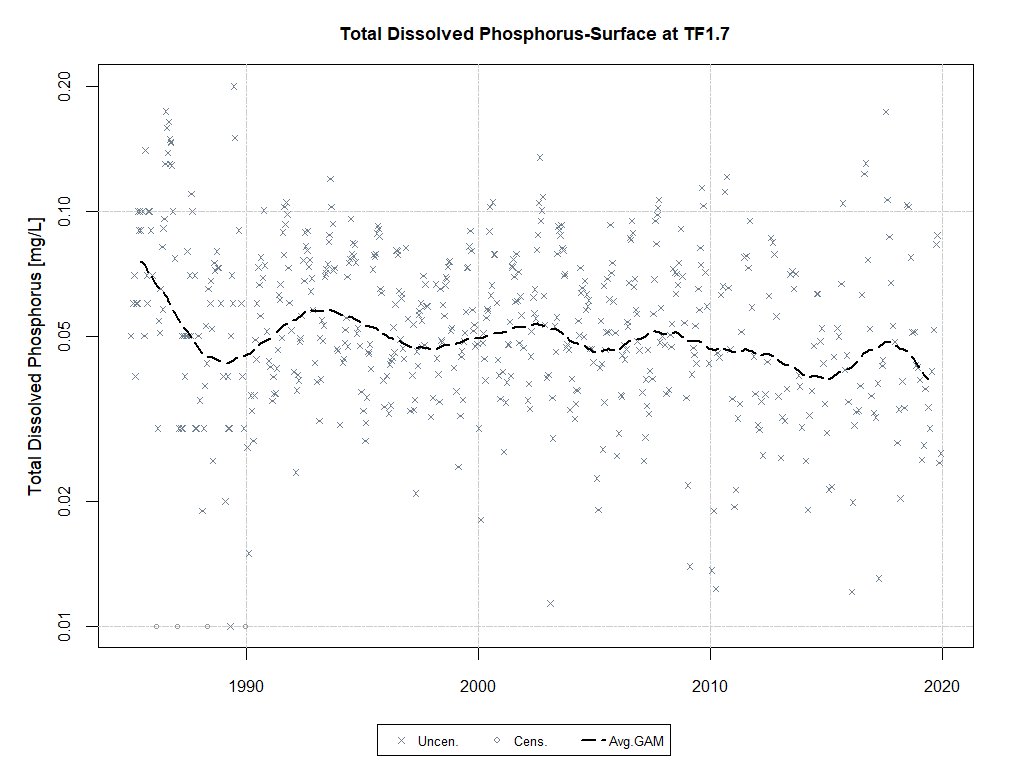 Total Dissolved Phosphorus-Surface at TF1.7
Total Dissolved Phosphorus [mg/L]
0.20
0.10
0.05
0.02
0.01
1990 2000 2010 2020
Uncen. Cens. Avg.GAM